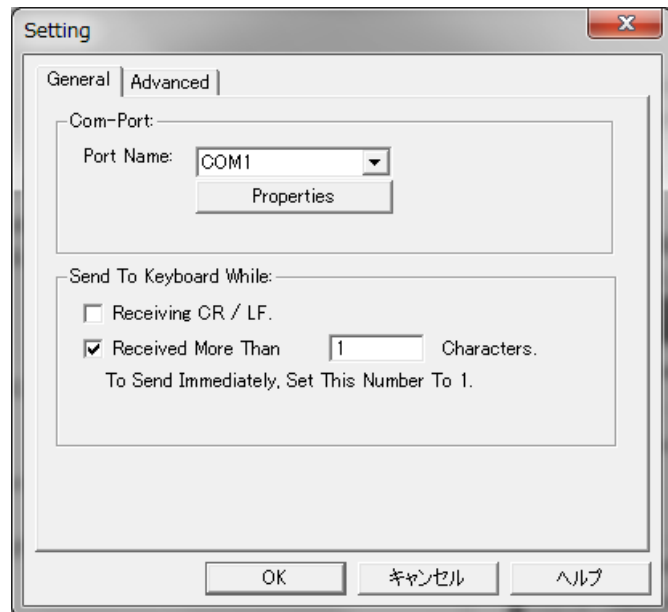 Setting
General Advanced
Com-Port:
Port Name: COM1
Properties
Send To Keyboard While:
Receiving CR / LF.
Received More Than 1 Characters.
To Send Immediately, Set This Number To 1.
OK キャンセル ヘルプ